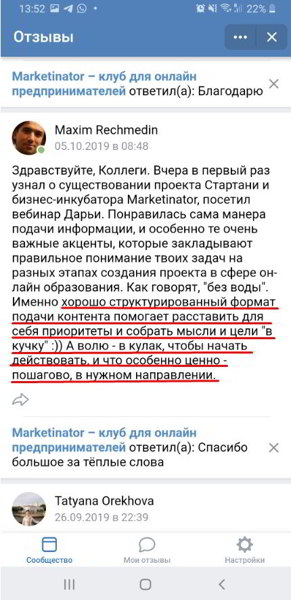 13:52 22%
Отзывы
Marketinator – клуб для онлайн
предпринимателей ответил(а): Благодарю
Maxim Rechmedin
05.10.2019 в 08:48
Здравствуйте, Коллеги. Вчера в первый раз
узнал о существовании проекта Стартани и
бизнес-инкубатора Marketinator, посетил
вебинар Дарьи. Понравилась сама манера
подачи информации, и особенно те очень
важные акценты, которые закладывают
правильное понимание твоих задач на
разных этапах создания проекта в сфере он-
лайн образования. Как говорят, "без воды".
Именно хорошо структурированный формат
подачи контента помогает расставить для
себя приоритеты и собрать мысли и цели "в
кучку" :)) А волю - в кулак, чтобы начать
действовать, и что особенно ценно -
пошагово, в нужном направлении.
Marketinator – клуб для онлайн
предпринимателей ответил(а): Спасибо
большое за тёплые слова
Tatyana Orekhova
26.09.2019 в 22:39
Сообщество Мои отзывы Настройки